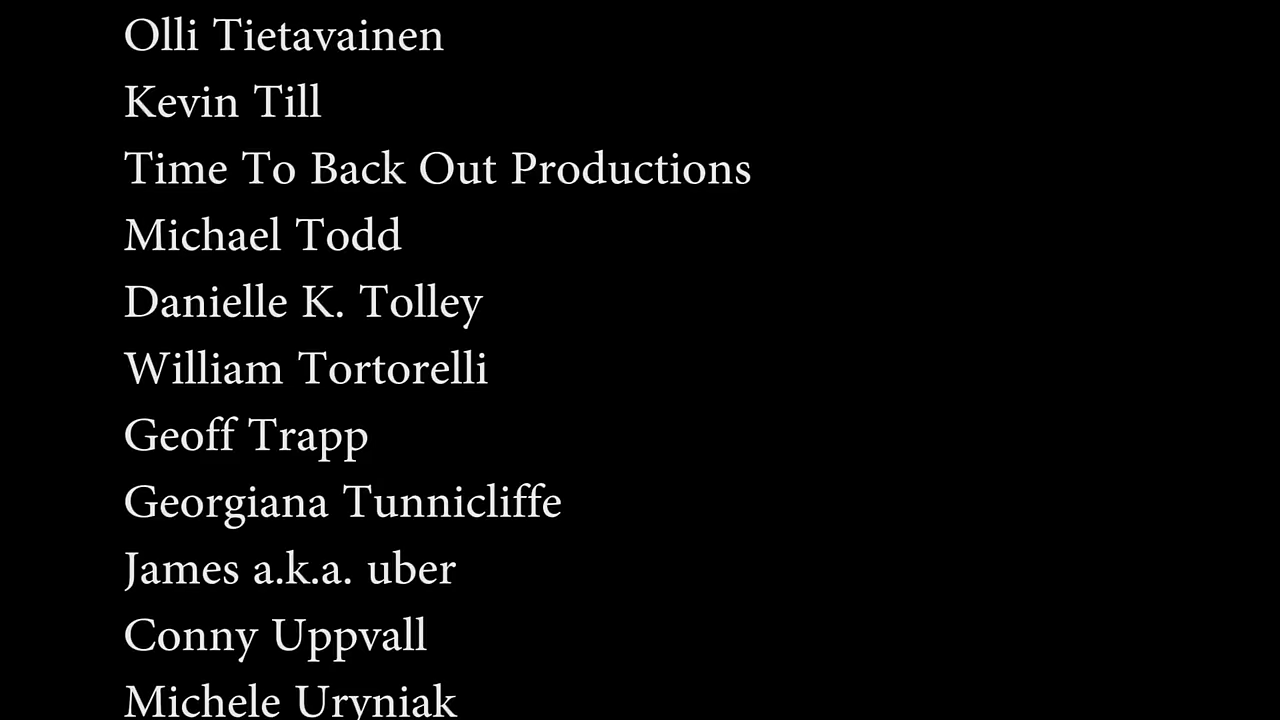 Olli Tietavainen
Kevin Till
Time To Back Out Productions
Michael Todd
Danielle K. Tolley
William Tortorelli
Geoff Trapp
Georgiana Tunnicliffe
James a.k.a. uber
Conny Uppvall
Michele Uryniak